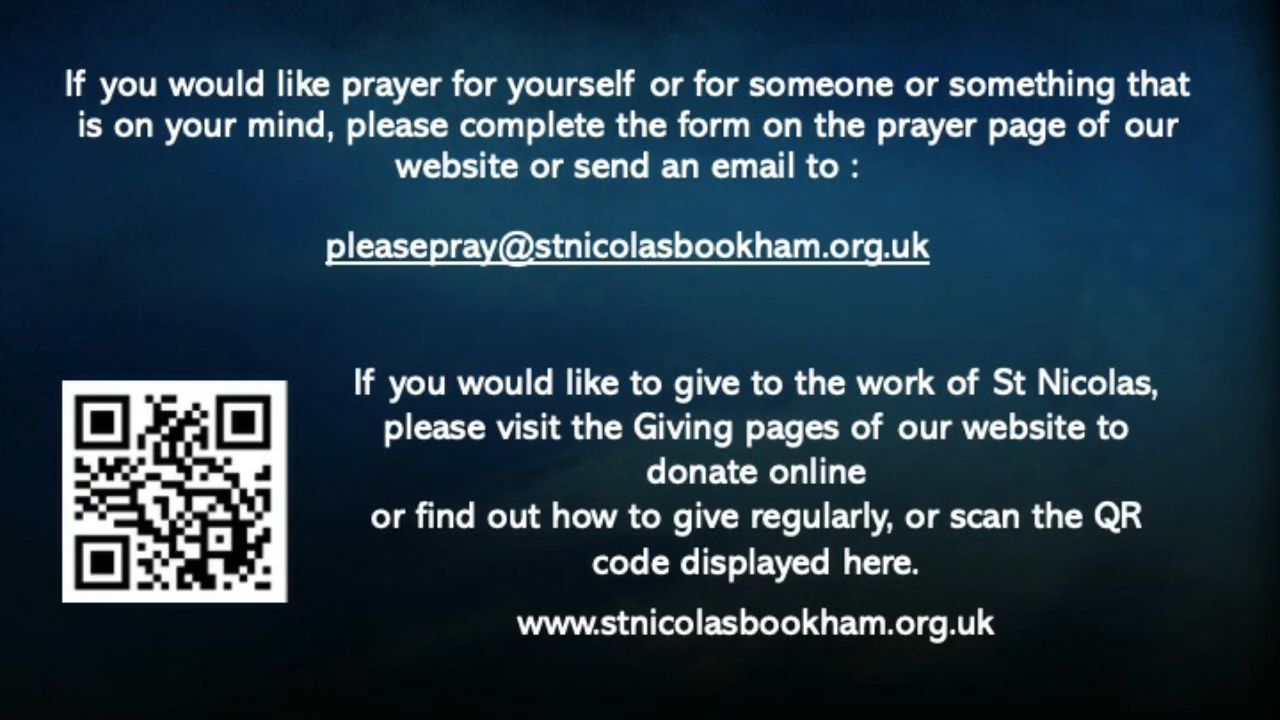 If you would like prayer for yourself or for someone or something that
is on your mind, please complete the form on the prayer page of our
website or send an email to :
pleasepray@stnicolasbookham.org.uk
If you would like to give to the work of St Nicolas,
please visit the Giving pages of our website to
donate online
or find out how to give regularly, or scan the QR
code displayed here.
www.stnicolasbookham.org.uk